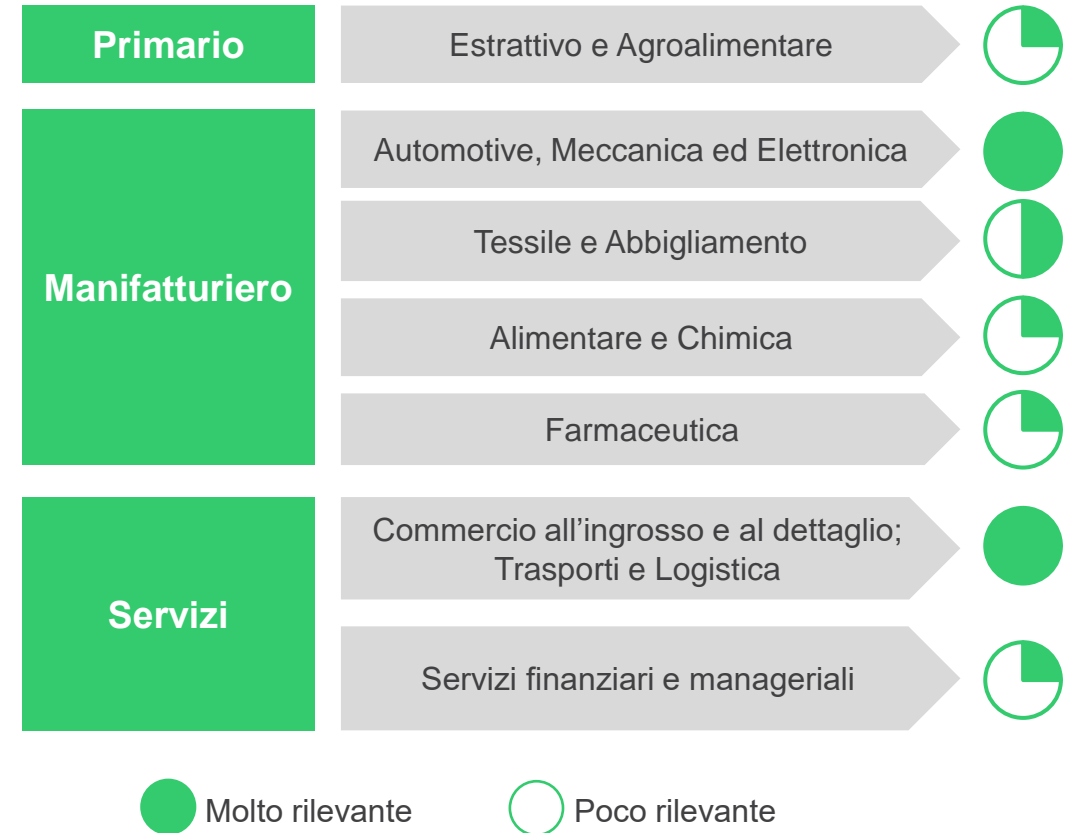 Primario
Estrattivo e Agroalimentare
Manifatturiero
Automotive, Meccanica ed Elettronica
Tessile e Abbigliamento
Alimentare e Chimica
Farmaceutica
Servizi
Commercio all’ingrosso e al dettaglio;
Trasporti e Logistica
Servizi finanziari e manageriali
Molto rilevante
Poco rilevante